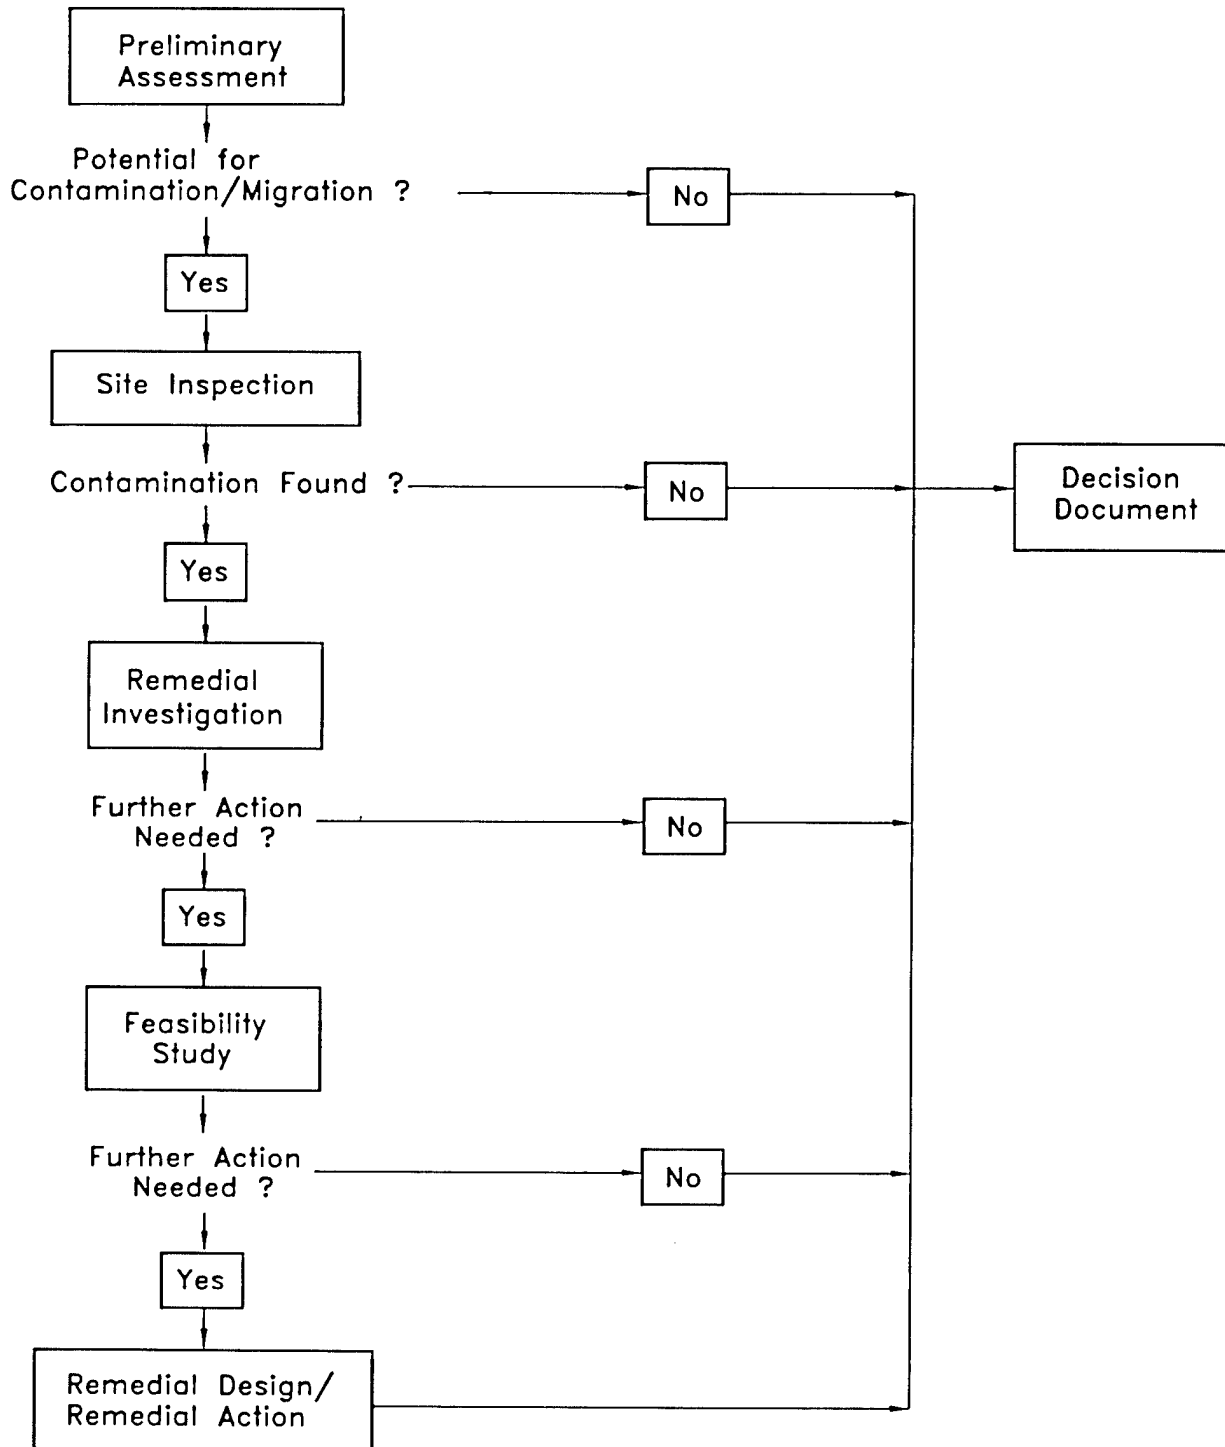 Preliminary
Assessment
Potential for
Contamination/Migration ?
No
Yes
Site Inspection
Contamination Found ?
No
Decision
Document
Yes
Remedial
Investigation
Further Action
Needed ?
No
Yes
Feasibility
Study
Further Action
Needed ?
No
Yes
Remedial Design/
Remedial Action